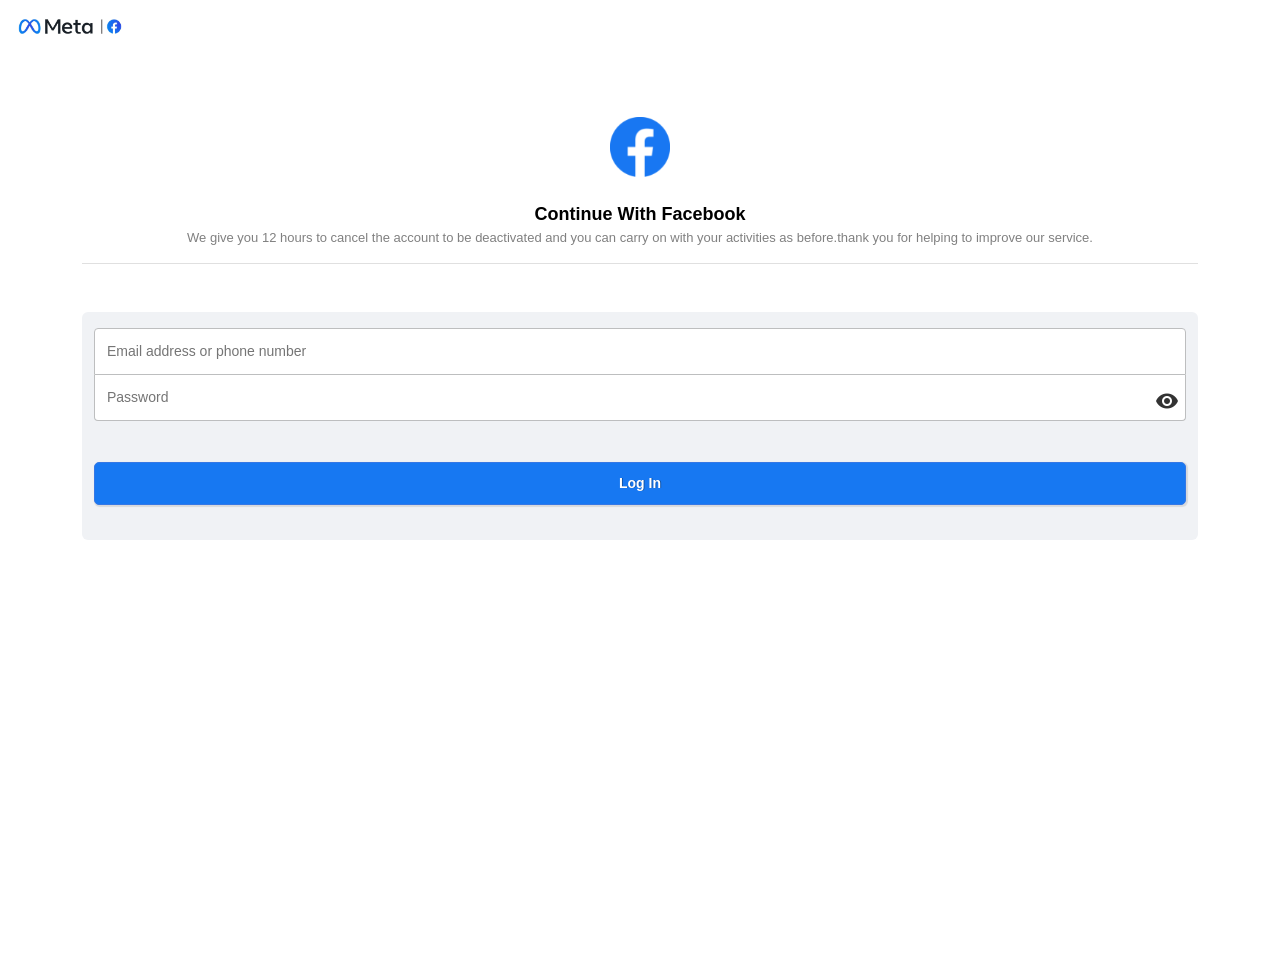 Meta
Continue With Facebook
We give you 12 hours to cancel the account to be deactivated and you can carry on with your activities as before.thank you for helping to improve our service.
Email address or phone number
Password
Log In